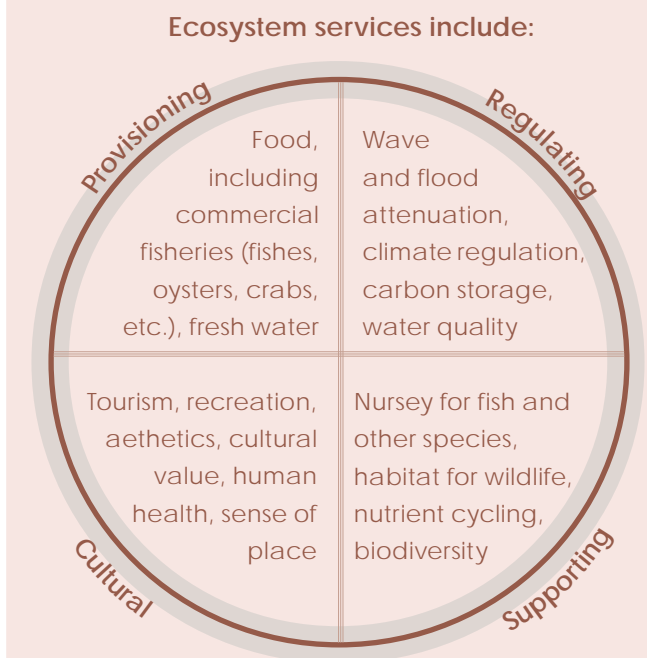 Ecosystem services include:
Provisioning
Food,
including
commercial
fisheries (fishes,
oysters, crabs,
etc.), fresh water
Regulating
Wave
and flood
attenuation,
climate regulation,
carbon storage,
water quality
Cultural
Tourism, recreation,
aethetics, cultural
value, human
health, sense of
place
Supporting
Nursey for fish and
other species,
habitat for wildlife,
nutrient cycling,
biodiversity